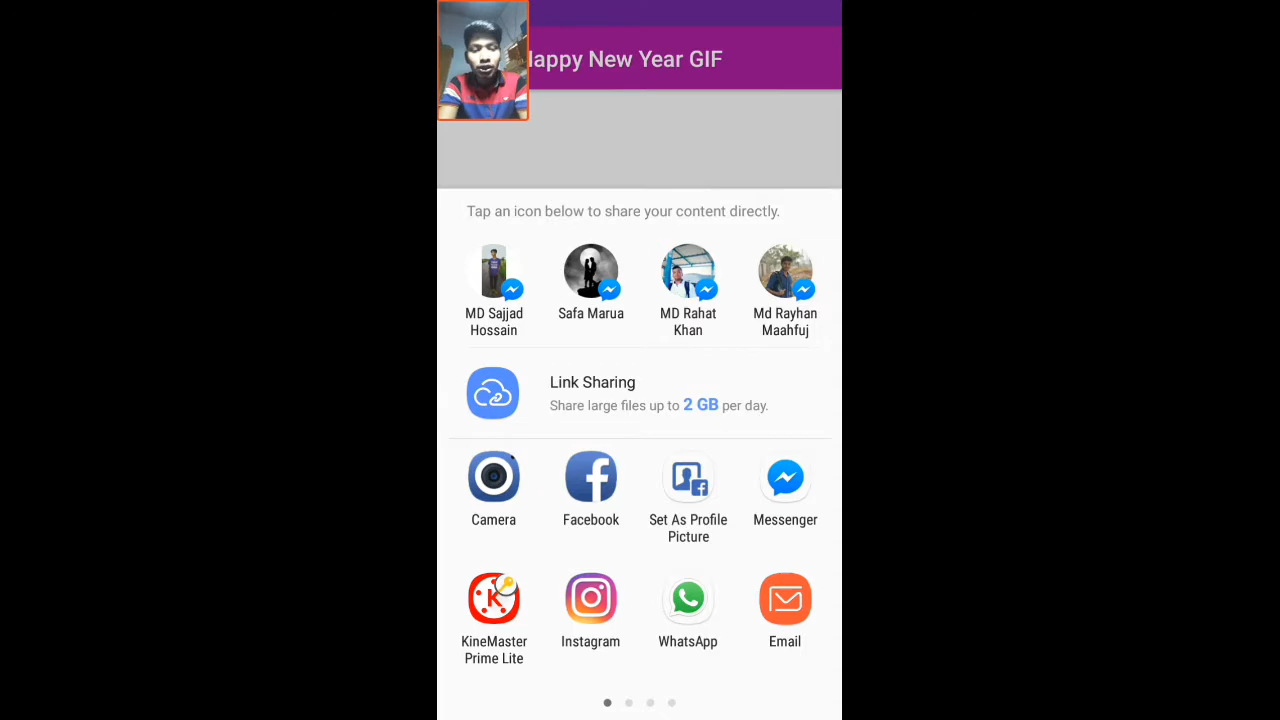 Happy New Year GIF
Tap an icon below to share your content directly.
MD Sajjad
Hossain
Safa Marua
MD Rahat
Khan
Md Rayhan
Maahfuj
Link Sharing
Share large files up to 2 GB per day.
Camera
Facebook
Set As Profile
Picture
Messenger
KineMaster
Prime Lite
Instagram
WhatsApp
Email